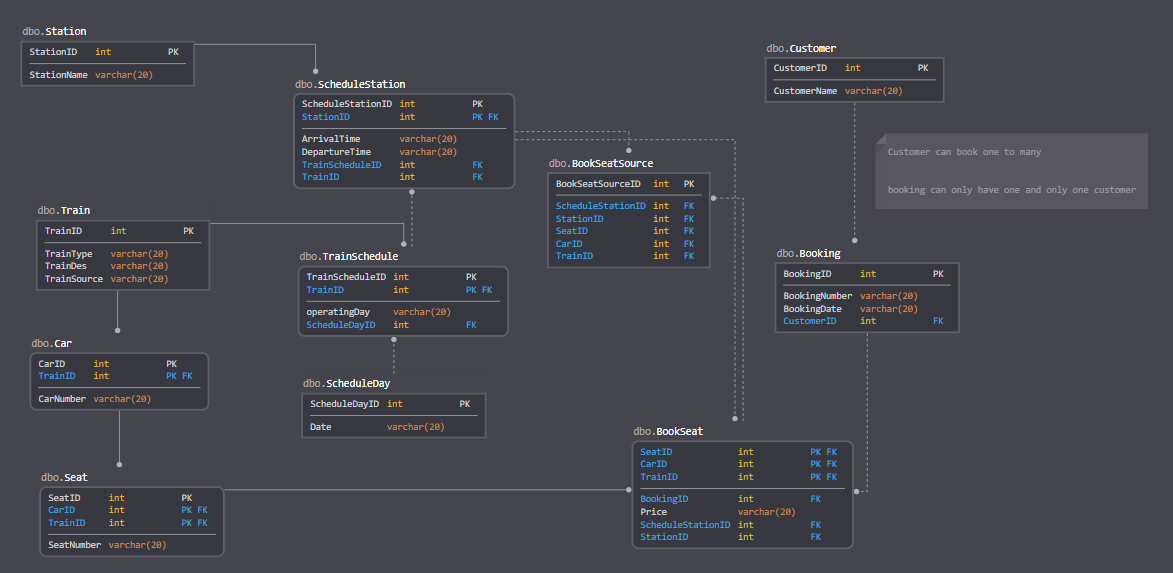 dbo.Station
StationID int PK
StationName varchar(20)
dbo.ScheduleStation
ScheduleStationID int PK
StationID int PK FK
ArrivalTime varchar(20)
DepartureTime varchar(20)
TrainScheduleID int FK
TrainID int FK
dbo.Customer
CustomerID int PK
CustomerName varchar(20)
Customer can book one to many
booking can only have one and only one customer
dbo.BookSeatSource
BookSeatSourceID int PK
ScheduleStationID int FK
StationID int FK
SeatID int FK
CarID int FK
TrainID int FK
dbo.Train
TrainID int PK
TrainType varchar(20)
TrainDes varchar(20)
TrainSource varchar(20)
dbo.TrainSchedule
TrainScheduleID int PK
TrainID int PK FK
operatingDay varchar(20)
ScheduleDayID int FK
dbo.Booking
BookingID int PK
BookingNumber varchar(20)
BookingDate varchar(20)
CustomerID int FK
dbo.Car
CarID int PK
TrainID int PK FK
CarNumber varchar(20)
dbo.ScheduleDay
ScheduleDayID int PK
Date varchar(20)
dbo.BookSeat
SeatID int PK FK
CarID int PK FK
TrainID int PK FK
BookingID int FK
Price varchar(20)
ScheduleStationID int FK
StationID int FK
dbo.Seat
SeatID int PK
CarID int PK FK
TrainID int PK FK
SeatNumber varchar(20)